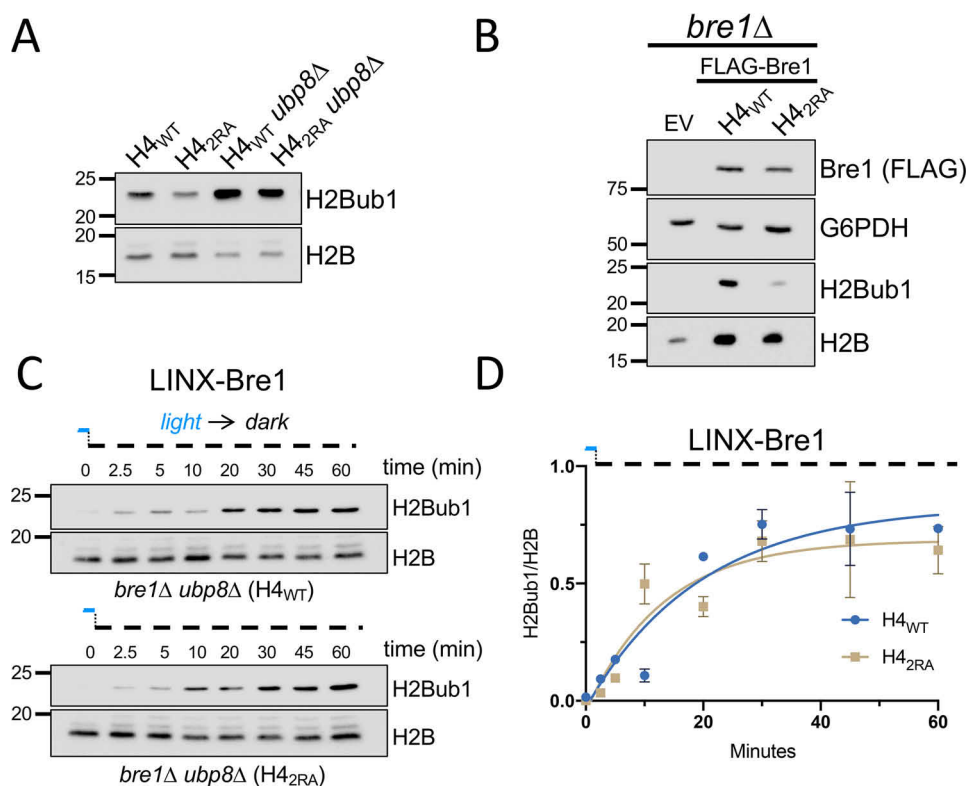 A
H4WT
H42RA
H4WT ubp8Δ
H42RA ubp8Δ
25
20
H2Bub1
20
15
H2B
B
bre1Δ
FLAG-Bre1
EV
H4WT
H42RA
75
Bre1 (FLAG)
50
G6PDH
25
20
H2Bub1
20
15
H2B
C
LINX-Bre1
light → dark
0 2.5 5 10 20 30 45 60 time (min)
25
H2Bub1
20
H2B
bre1Δ ubp8Δ (H4WT)
0 2.5 5 10 20 30 45 60 time (min)
25
H2Bub1
20
H2B
bre1Δ ubp8Δ (H42RA)
D
LINX-Bre1
1.0
0.5
0.0
H2Bub1/H2B
H4WT
H42RA
0 20 40 60
Minutes